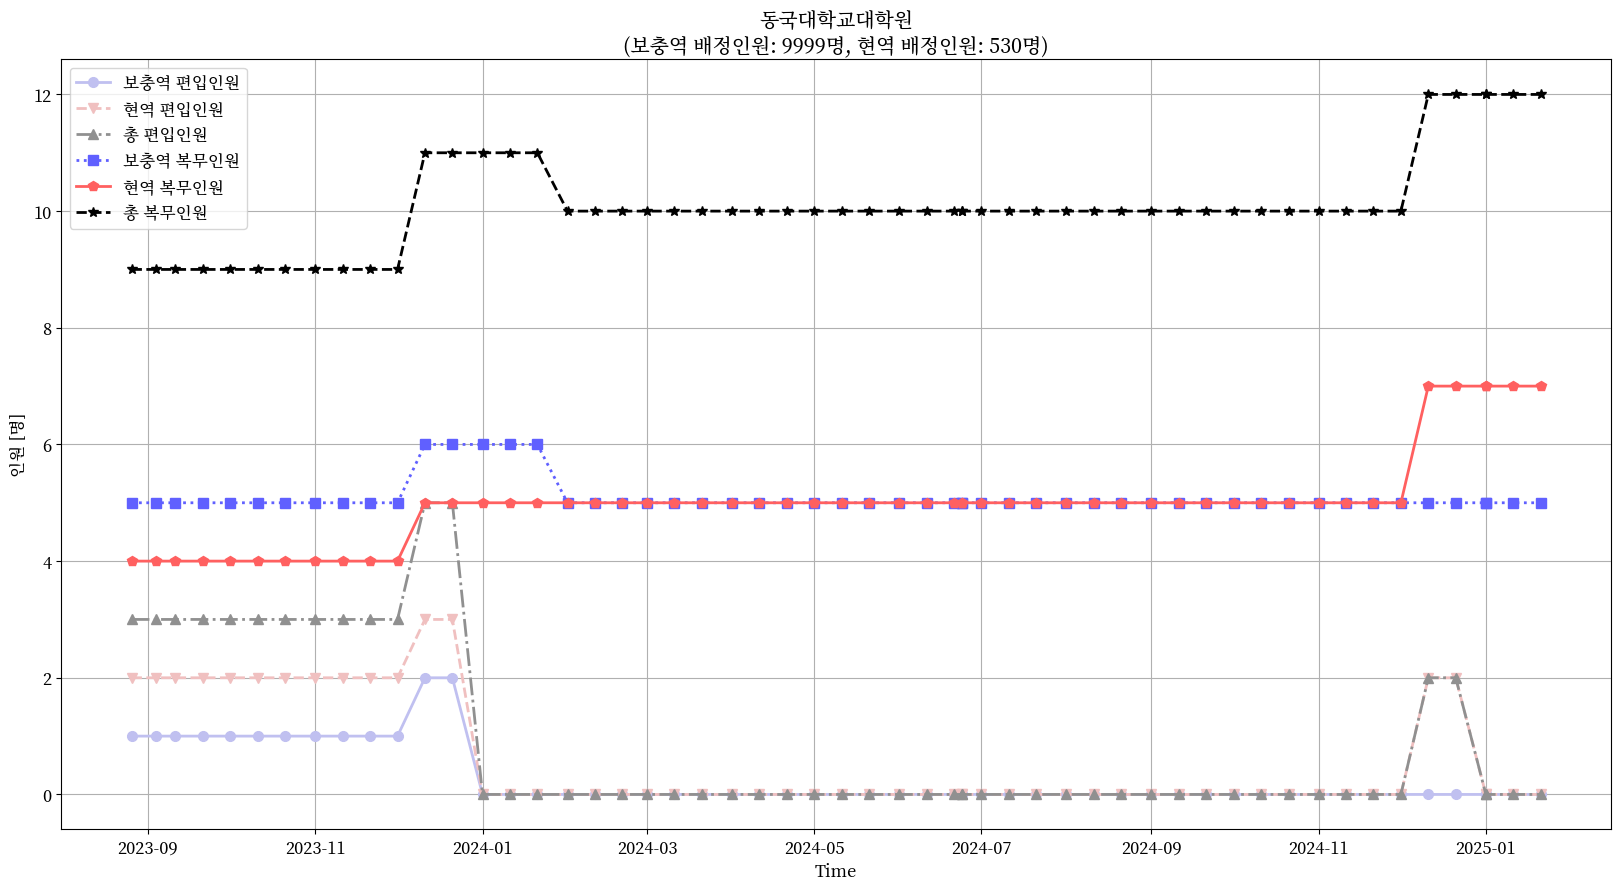 동국대학교대학원
(보충역 배정인원: 9999명, 현역 배정인원: 530명)
보충역 편입인원
현역 편입인원
총 편입인원
보충역 복무인원
현역 복무인원
총 복무인원
12
10
8
6
4
2
0
인원 [명]
2023-09
2023-11
2024-01
2024-03
2024-05
2024-07
2024-09
2024-11
2025-01
Time